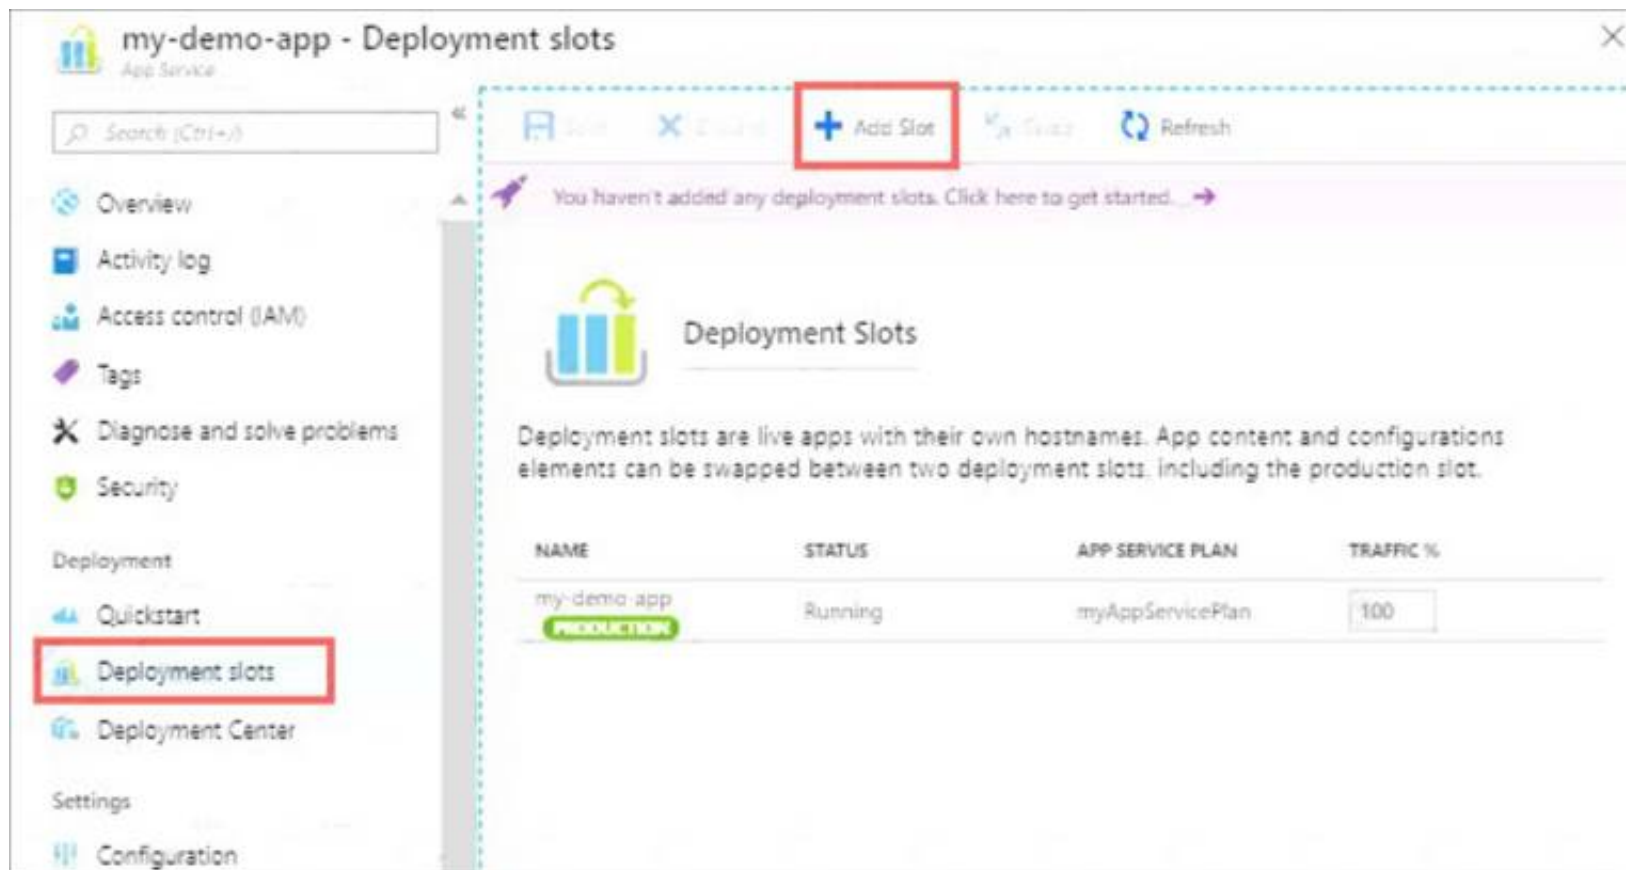 my-demo-app - Deployment slots
App Service
Search (Ctrl+/)
Overview
Activity log
Access control (IAM)
Tags
Diagnose and solve problems
Security
Deployment
Quickstart
Deployment slots
Deployment Center
Settings
Configuration
Add Slot
Refresh
You haven't added any deployment slots. Click here to get started.
Deployment Slots
Deployment slots are live apps with their own hostnames. App content and configurations
elements can be swapped between two deployment slots, including the production slot.
NAME STATUS APP SERVICE PLAN TRAFFIC %
my-demo-app Running myAppServicePlan 100
PRODUCTION